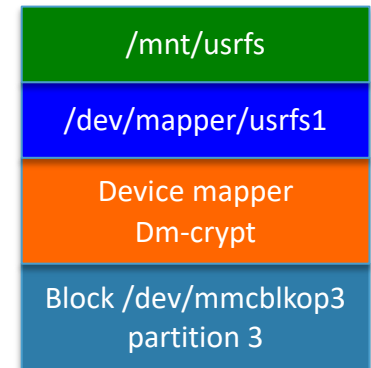 /mnt/usrfs
/dev/mapper/usrfs1
Device mapper
Dm-crypt
Block /dev/mmcblkop3
partition 3